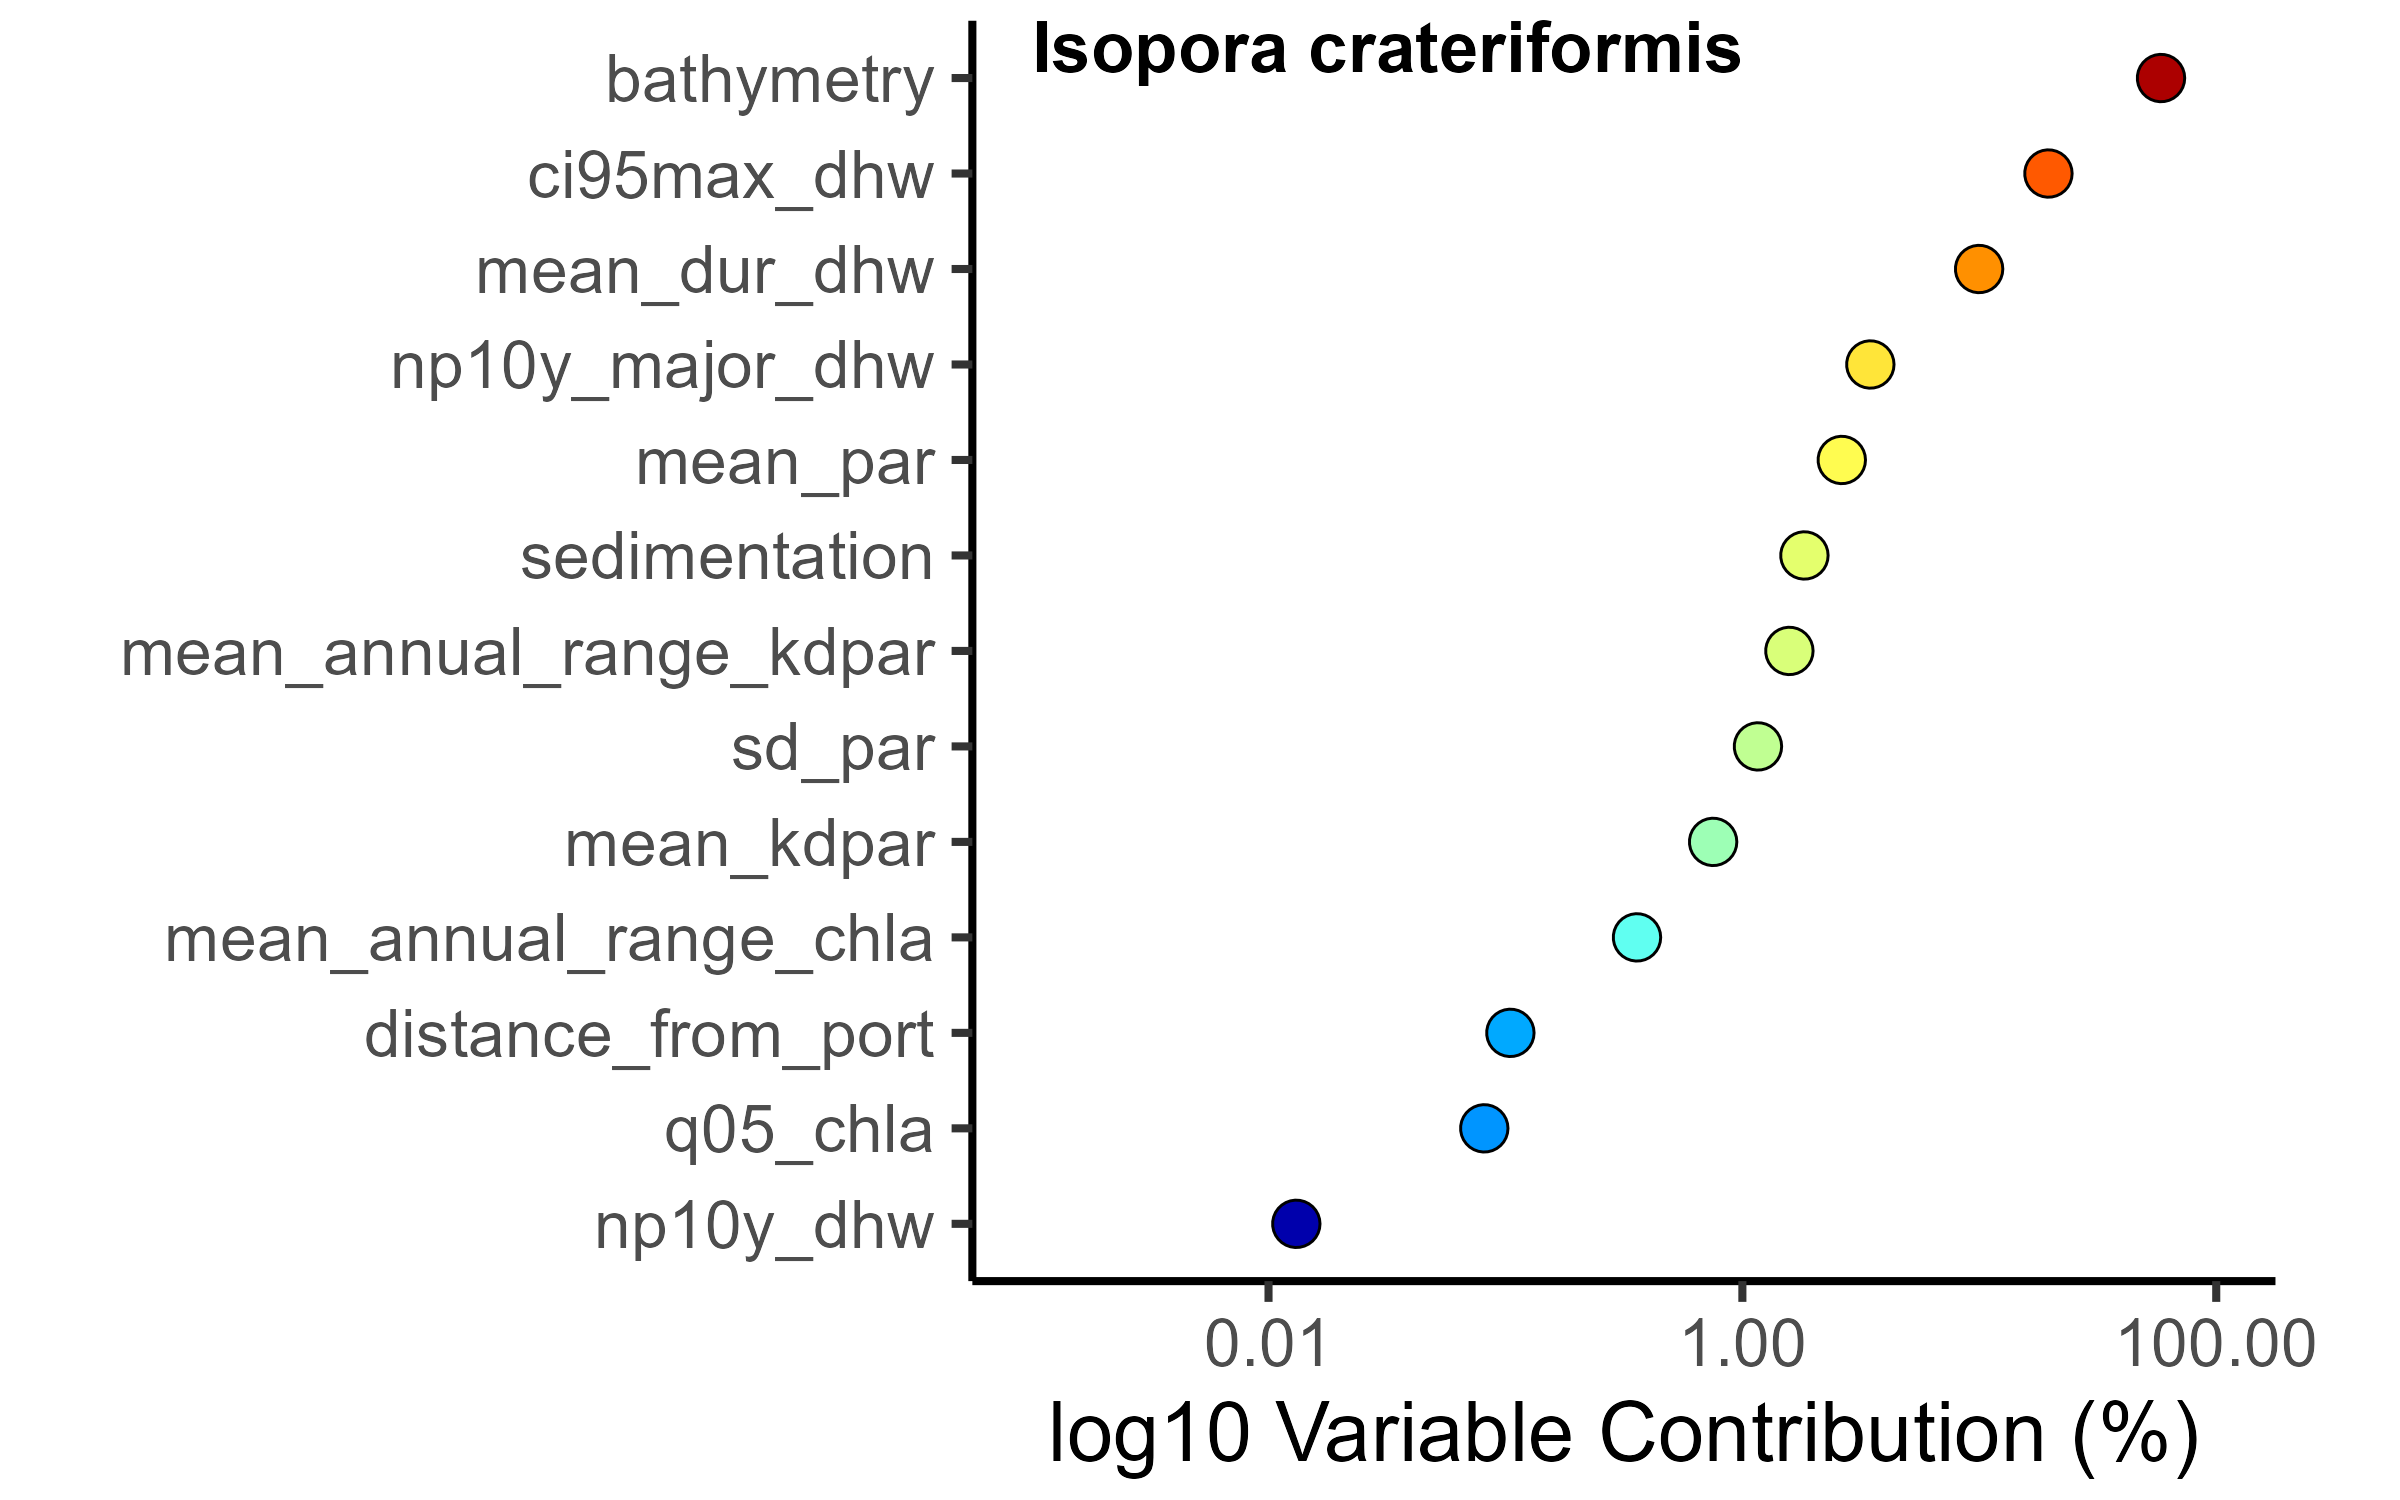 Isopora crateriformis
bathymetry
ci95max_dhw
mean_dur_dhw
np10y_major_dhw
mean_par
sedimentation
mean_annual_range_kdpar
sd_par
mean_kdpar
mean_annual_range_chla
distance_from_port
q05_chla
np10y_dhw
0.01 1.00 100.00
log10 Variable Contribution (%)